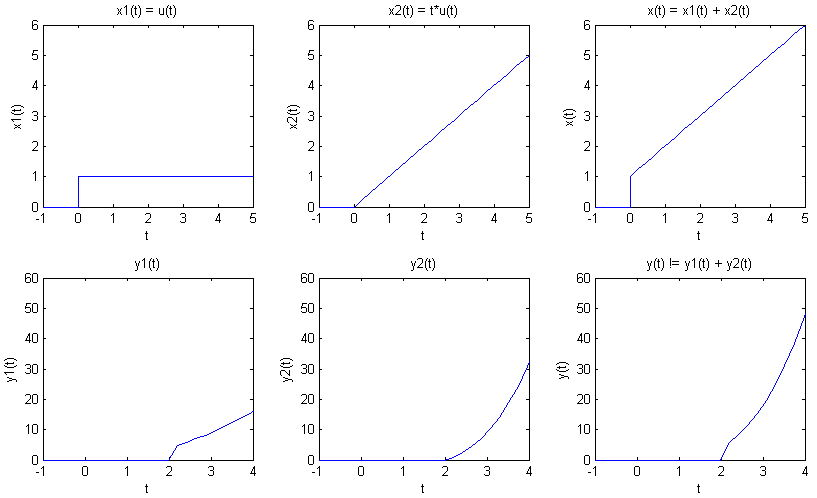 x1(t) = u(t)
6
5
4
3
2
1
0
-1 0 1 2 3 4 5
x1(t)
t
x2(t) = t*u(t)
6
5
4
3
2
1
0
-1 0 1 2 3 4 5
x2(t)
t
x(t) = x1(t) + x2(t)
6
5
4
3
2
1
0
-1 0 1 2 3 4 5
x(t)
t
y1(t)
60
50
40
30
20
10
0
-1 0 1 2 3 4
y1(t)
t
y2(t)
60
50
40
30
20
10
0
-1 0 1 2 3 4
y2(t)
t
y(t) != y1(t) + y2(t)
60
50
40
30
20
10
0
-1 0 1 2 3 4
y(t)
t